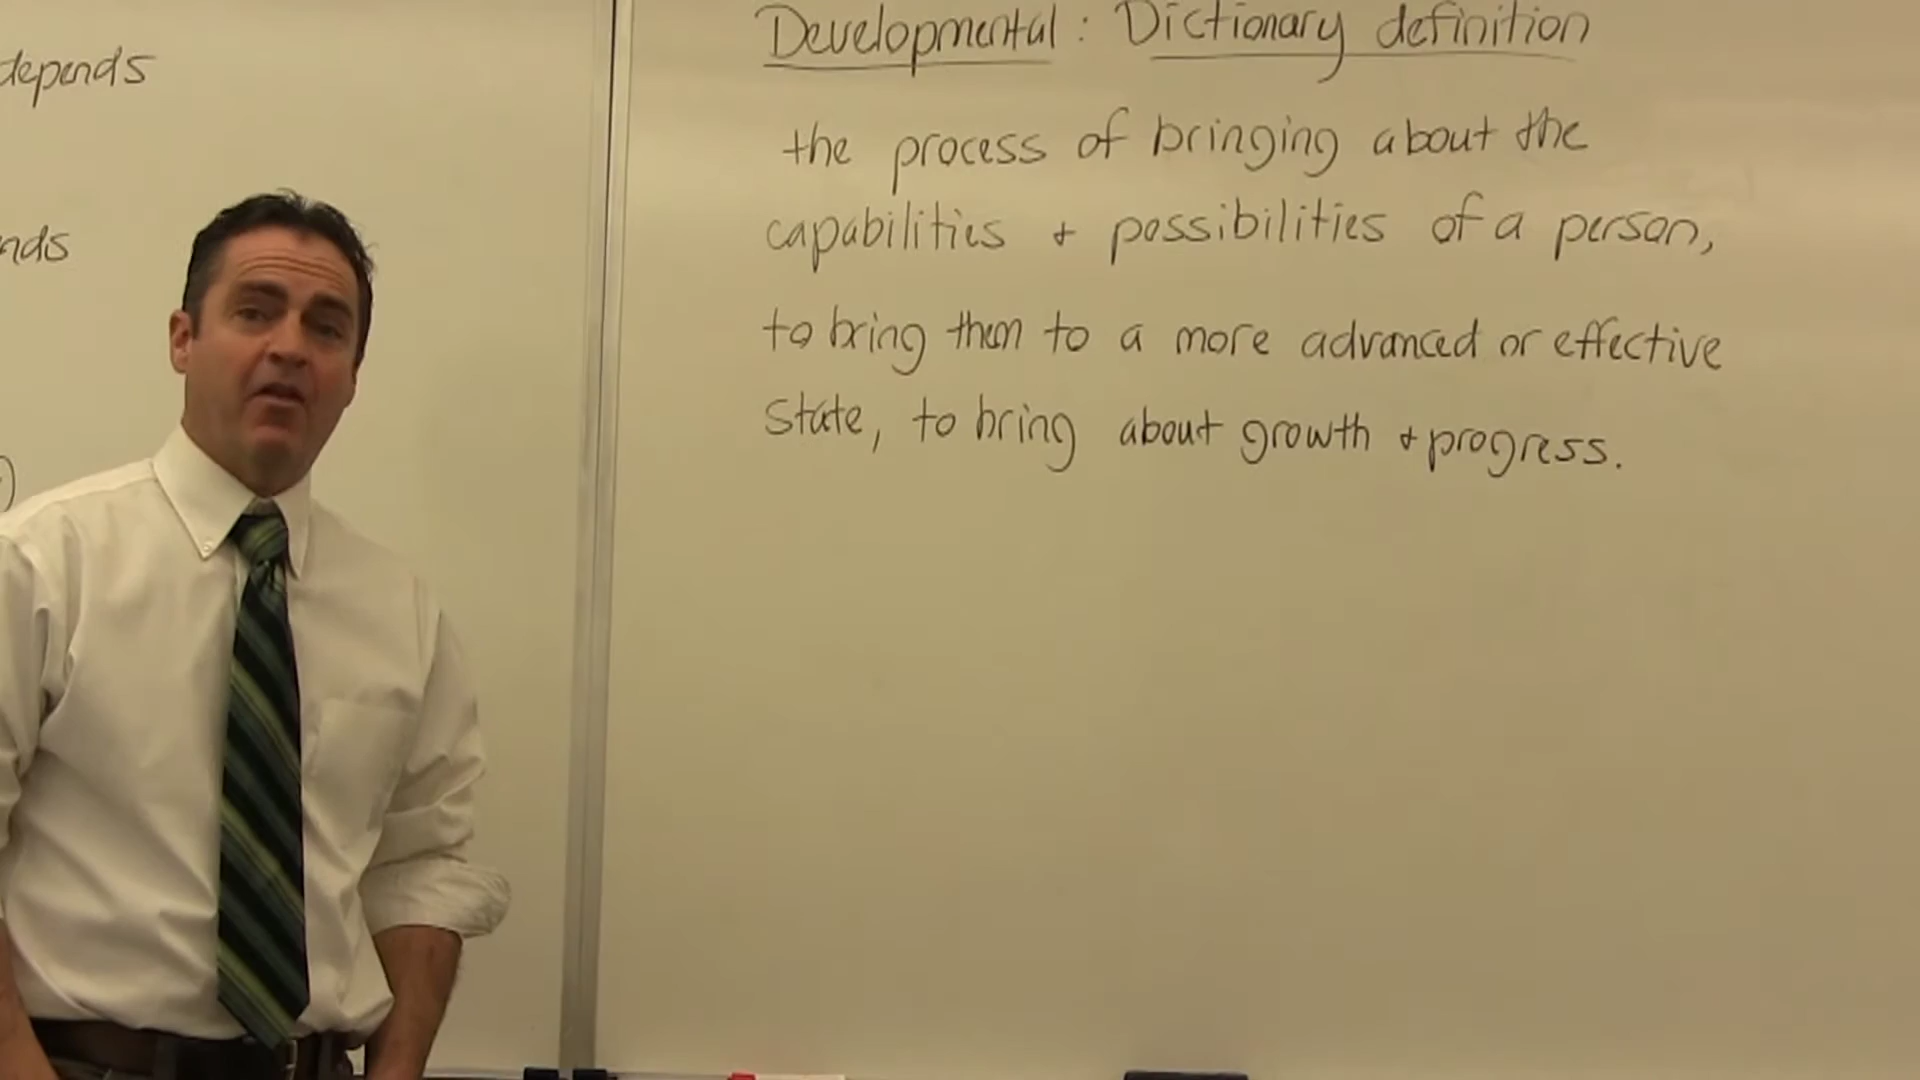 depends
nds
Developmental : Dictionary definition
the process of bringing about the
capabilities + possibilities of a person,
to bring them to a more advanced or effective
State, to bring about growth + progress.